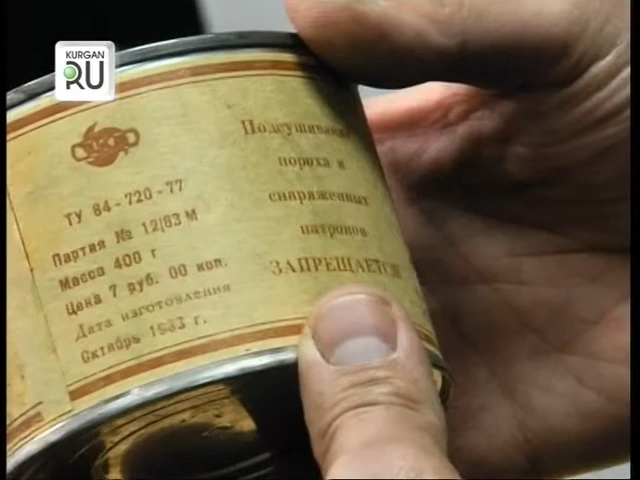 KURGAN
RU
ТУ 84-720-77
Партия № 12/83 М
Масса 400 г
Цена 7 руб. 00 коп.
Дата изготовления
Октябрь 1983 г.
Подсушивание
пороха и
снаряженных
патронов
ЗАПРЕЩАЕТСЯ